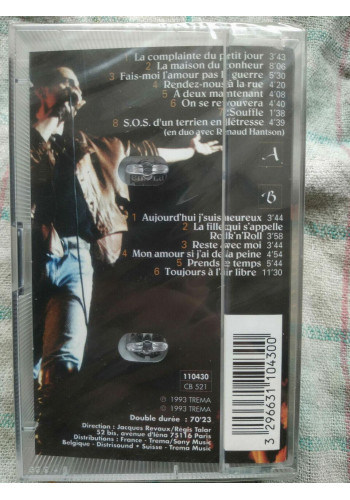 La complainte du petit jour 3'43
2 La maison du bonheur 8'06
3 Fais-moi l'amour pas la guerre 5'30
4 Rendez-nous à la rue 4'20
5 À deux maintenant 4'08
6 On se retrouvera 4'40
Souffle 1'38
8 S.O.S. d'un terrien en détresse 4'39
(en duo avec Renaud Hantson)
A
B
1 Aujourd'hui j'suis heureux 3'44
2 La fille qui s'appelle
Rock'n'Roll 3'58
3 Reste avec moi 3'44
4 Mon amour si j'ai de la peine 4'54
5 Prends le temps 5'44
6 Toujours à l'air libre 11'30
110430
CB 521
℗ 1993 TREMA
© 1993 TREMA
Double durée : 70'23
Direction : Jacques Revaux/Régis Talar
52 bis. avenue d'Iéna 75116 Paris
Distributions : France - Trema/Sony Music
Belgique - Distrisound • Suisse - Trema Music
3 296631 104300